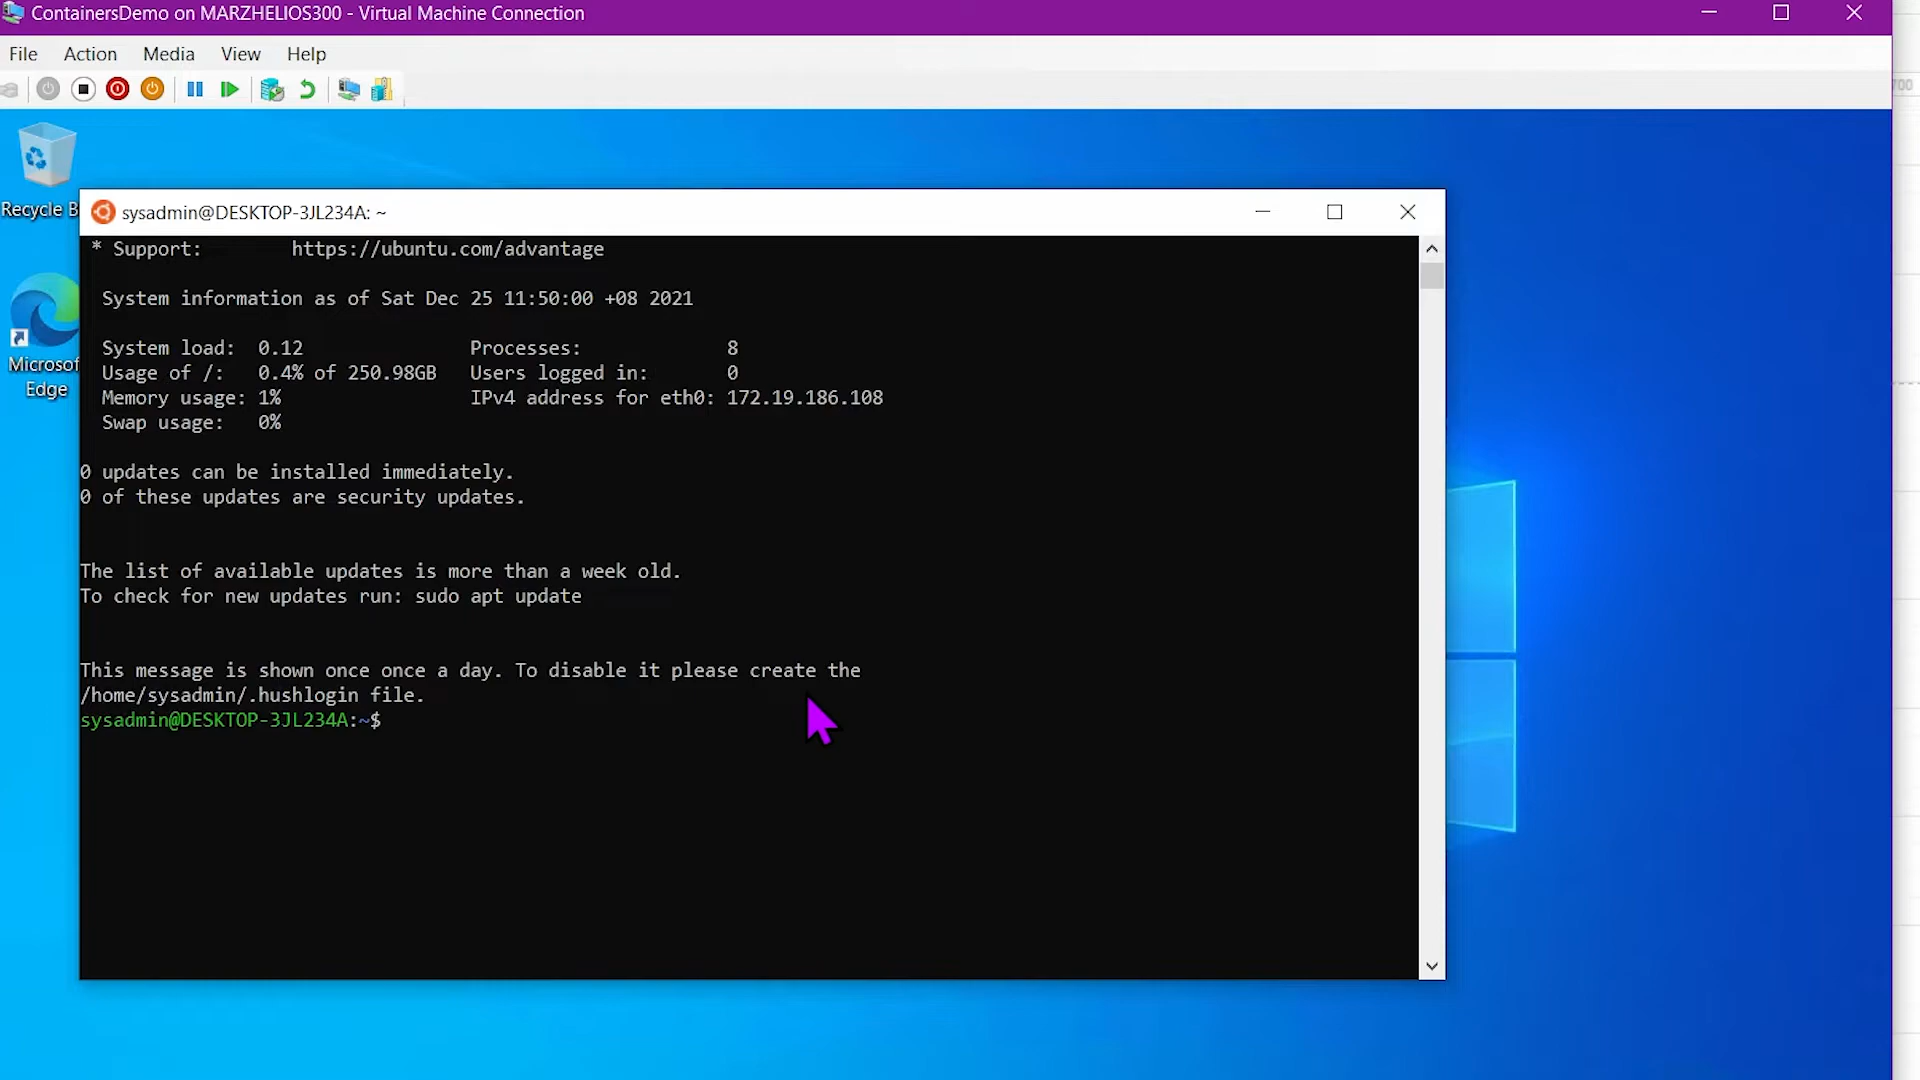 ContainersDemo on MARZHELIOS300 - Virtual Machine Connection
File Action Media View Help
700
Recycle B
Microsof
Edge
sysadmin@DESKTOP-3JL234A: ~
* Support: https://ubuntu.com/advantage
System information as of Sat Dec 25 11:50:00 +08 2021
System load: 0.12 Processes: 8
Usage of /: 0.4% of 250.98GB Users logged in: 0
Memory usage: 1% IPv4 address for eth0: 172.19.186.108
Swap usage: 0%
0 updates can be installed immediately.
0 of these updates are security updates.
The list of available updates is more than a week old.
To check for new updates run: sudo apt update
This message is shown once once a day. To disable it please create the
/home/sysadmin/.hushlogin file.
sysadmin@DESKTOP-3JL234A:~$